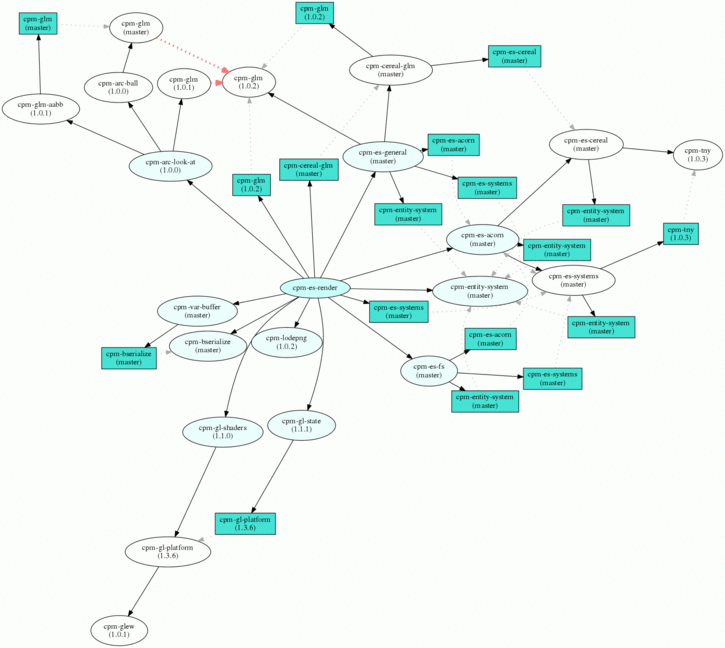 cpm-glm
(1.0.2)
cpm-glm
(master)
cpm-glm
(master)
cpm-es-cereal
(master)
cpm-cereal-glm
(master)
cpm-arc-ball
(1.0.0)
cpm-glm
(1.0.1)
cpm-glm
(1.0.2)
cpm-glm-aabb
(1.0.1)
cpm-es-acorn
(master)
cpm-es-cereal
(master)
cpm-tny
(1.0.3)
cpm-es-general
(master)
cpm-arc-look-at
(1.0.0)
cpm-cereal-glm
(master)
cpm-glm
(1.0.2)
cpm-es-systems
(master)
cpm-entity-system
(master)
cpm-entity-system
(master)
cpm-tny
(1.0.3)
cpm-es-acorn
(master)
cpm-entity-system
(master)
cpm-es-systems
(master)
cpm-es-render
cpm-entity-system
(master)
cpm-var-buffer
(master)
cpm-es-systems
(master)
cpm-entity-system
(master)
cpm-bserialize
(master)
cpm-bserialize
(master)
cpm-lodepng
(1.0.2)
cpm-es-acorn
(master)
cpm-es-fs
(master)
cpm-es-systems
(master)
cpm-entity-system
(master)
cpm-gl-shaders
(1.1.0)
cpm-gl-state
(1.1.1)
cpm-gl-platform
(1.3.6)
cpm-gl-platform
(1.3.6)
cpm-glew
(1.0.1)